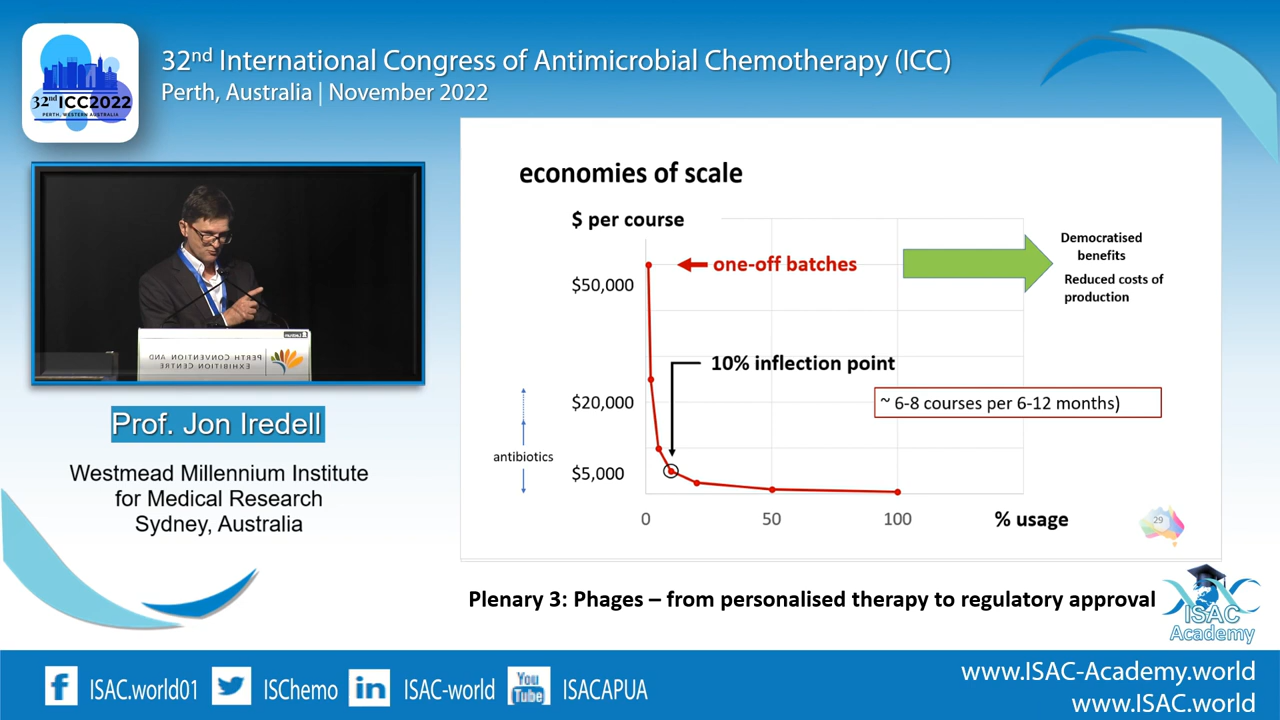 32nd International Congress of Antimicrobial Chemotherapy (ICC)
Perth, Australia | November 2022
32nd ICC2022
PERTH, WESTERN AUSTRALIA
economies of scale
$ per course
one-off batches
Democratised
benefits
Reduced costs of
production
$50,000
10% inflection point
$20,000
~ 6-8 courses per 6-12 months)
antibiotics
$5,000
0
50
100
% usage
29
PERTH CONVENTION AND
EXHIBITION CENTRE
Prof. Jon Iredell
Westmead Millennium Institute
for Medical Research
Sydney, Australia
Plenary 3: Phages – from personalised therapy to regulatory approval
ISAC
Academy
ISAC.world01
ISChemo
ISAC-world
You
Tube
ISACAPUA
www.ISAC-Academy.world
www.ISAC.world